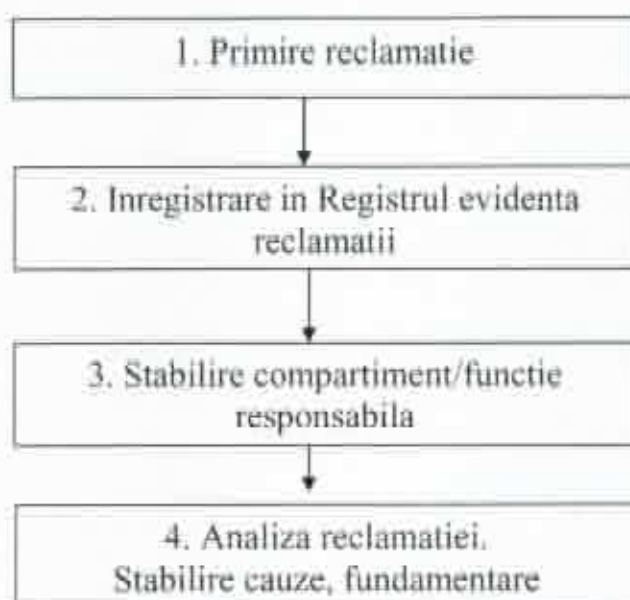 1. Primire reclamatie
2. Inregistrare in Registrul evidenta
reclamatii
3. Stabilire compartiment/functie
responsabila
4. Analiza reclamatiei.
Stabilire cauze, fundamentare